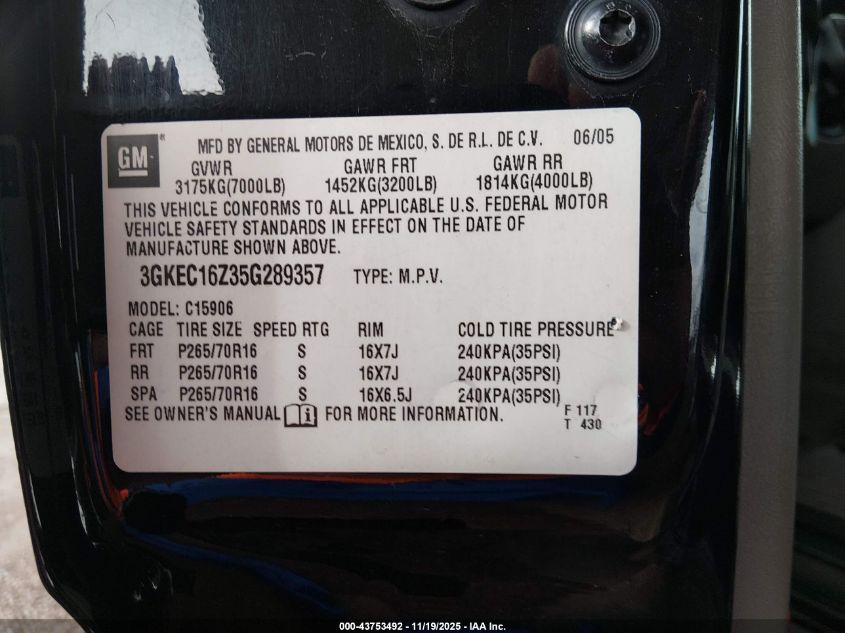 GM ® MFD BY GENERAL MOTORS DE MEXICO, S. DE R.L. DE C.V. 06/05
GVWR GAWR FRT GAWR RR
3175KG(7000LB) 1452KG(3200LB) 1814KG(4000LB)
THIS VEHICLE CONFORMS TO ALL APPLICABLE U.S. FEDERAL MOTOR
VEHICLE SAFETY STANDARDS IN EFFECT ON THE DATE OF
MANUFACTURE SHOWN ABOVE.
3GKEC16Z35G289357 TYPE: M.P.V.
MODEL: C15906
CAGE TIRE SIZE SPEED RTG RIM COLD TIRE PRESSURE
FRT P265/70R16 S 16X7J 240KPA(35PSI)
RR P265/70R16 S 16X7J 240KPA(35PSI)
SPA P265/70R16 S 16X6.5J 240KPA(35PSI)
SEE OWNER'S MANUAL i FOR MORE INFORMATION. F 117
T 430
000-43753492 - 11/19/2025 - IAA Inc.